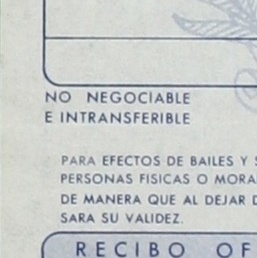 NO NEGOCIABLE
E INTRANSFERIBLE
PARA EFECTOS DE BAILES Y
PERSONAS FISICAS O MORA
DE MANERA QUE AL DEJAR
SARA SU VALIDEZ.
RECIBO OF